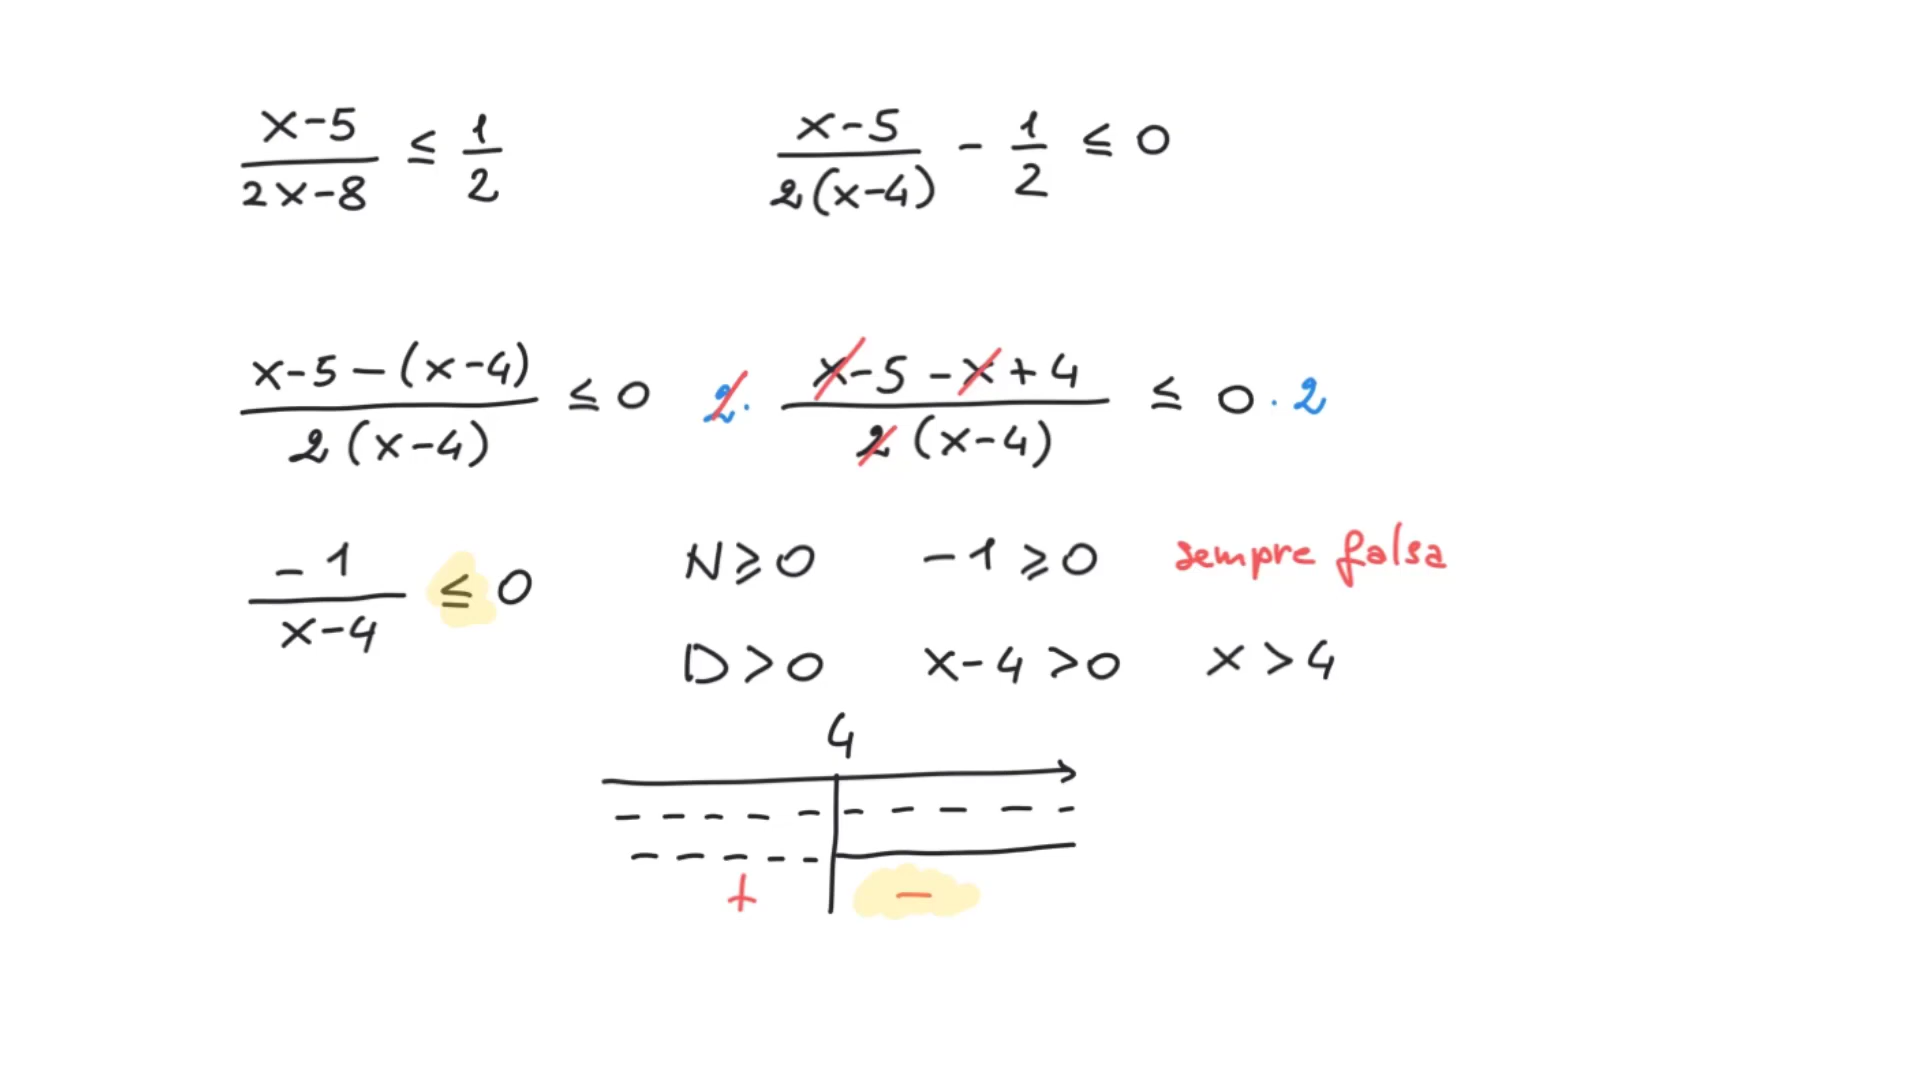 (x-5)/(2x-8) ≤ 1/2    (x-5)/(2(x-4)) - 1/2 ≤ 0
(x-5-(x-4))/(2(x-4)) ≤ 0    2· (x-5-x+4)/(2(x-4)) ≤ 0 · 2
-1/(x-4) ≤ 0    N ≥ 0    -1 ≥ 0    sempre falsa
D > 0    x-4 > 0    x > 4
4
+ -